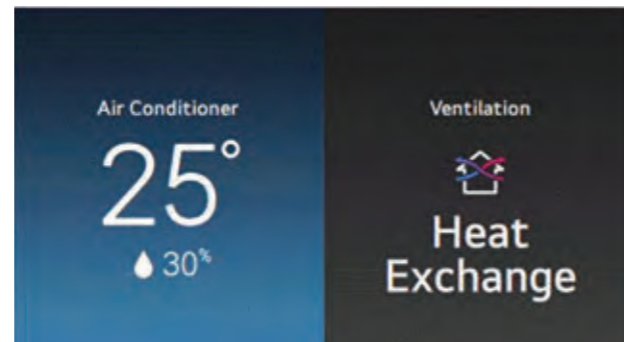 Air Conditioner
25°
30%
Ventilation
Heat
Exchange